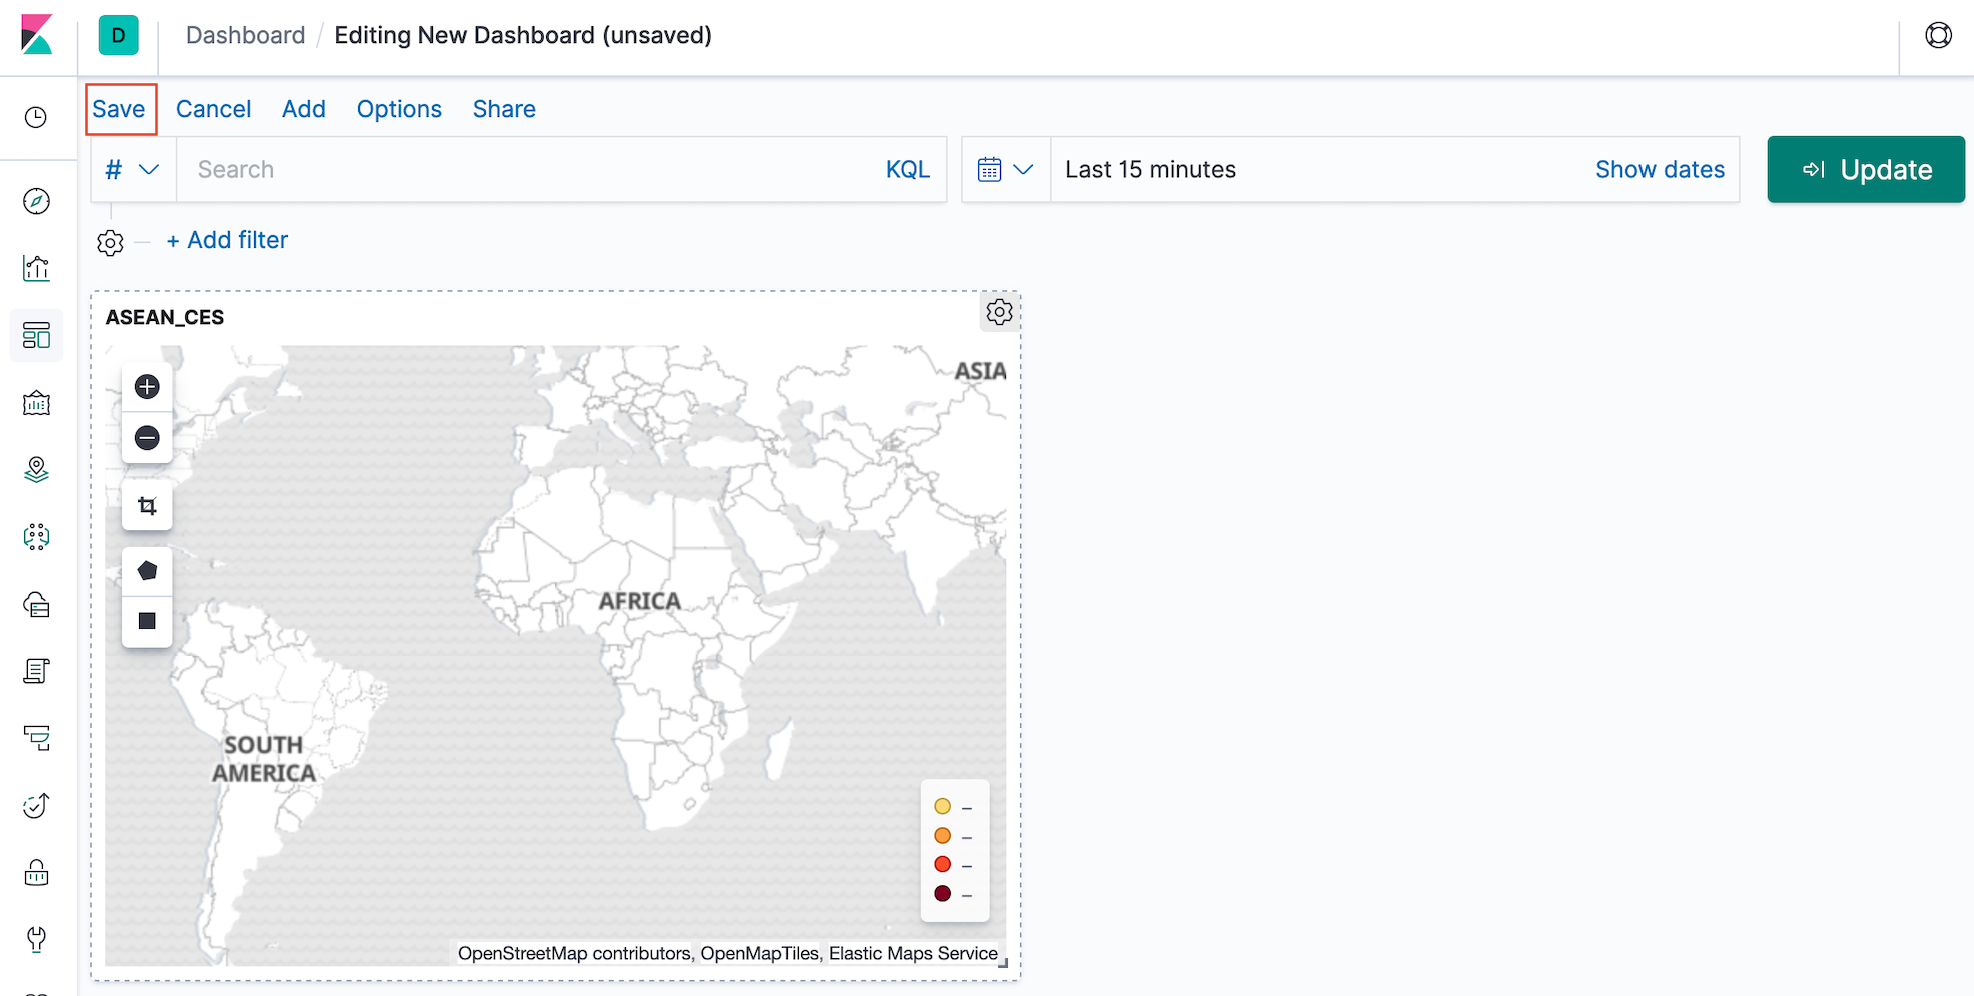 D Dashboard / Editing New Dashboard (unsaved)
Save Cancel Add Options Share
# Search KQL Last 15 minutes Show dates Update
+ Add filter
ASEAN_CES
ASIA
AFRICA
SOUTH
AMERICA
–
–
–
–
OpenStreetMap contributors, OpenMapTiles, Elastic Maps Service